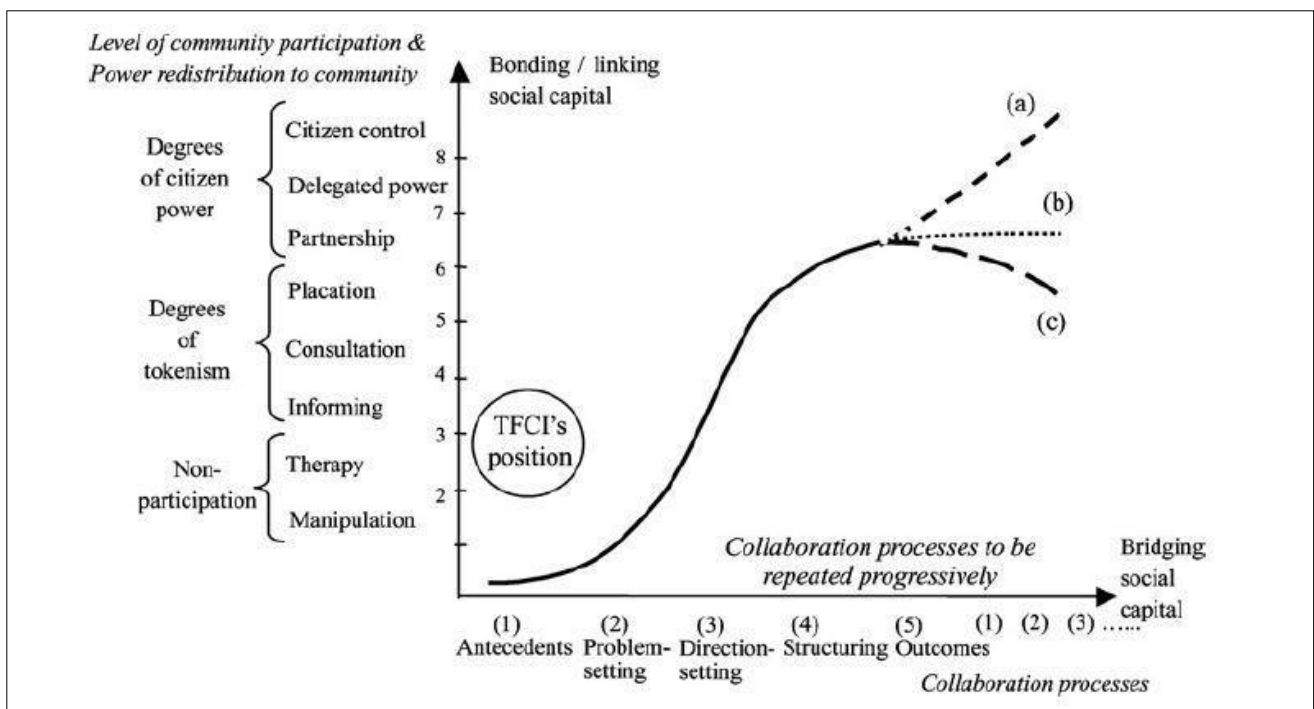 Level of community participation &
Power redistribution to community
Bonding / linking
social capital
Degrees
of citizen
power
Citizen control
Delegated power
Partnership
Degrees
of
tokenism
Placation
Consultation
Informing
Non-
participation
Therapy
Manipulation
8
7
6
5
4
3
2
TFCI's
position
(a)
(b)
(c)
Collaboration processes to be
repeated progressively
Bridging
social
capital
(1) (2) (3) (4) (5) (1) (2) (3) ......
Antecedents Problem- Direction- Structuring Outcomes
setting setting
Collaboration processes